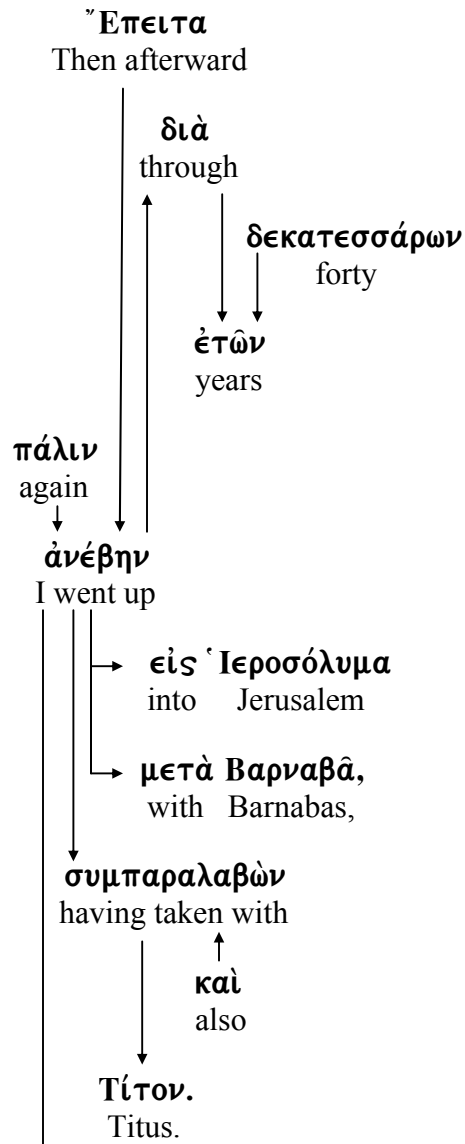 Ἔπειτα
Then afterward
διὰ
through
δεκατεσσάρων
forty
ἐτῶν
years
πάλιν
again
ἀνέβην
I went up
εἰς Ἱεροσόλυμα
into Jerusalem
μετὰ Βαρναβᾶ,
with Barnabas,
συμπαραλαβὼν
having taken with
καὶ
also
Τίτον.
Titus.